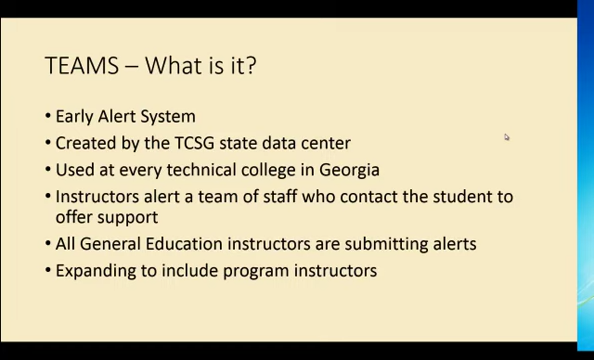 TEAMS – What is it?
• Early Alert System
• Created by the TCSG state data center
• Used at every technical college in Georgia
• Instructors alert a team of staff who contact the student to
offer support
• All General Education instructors are submitting alerts
• Expanding to include program instructors